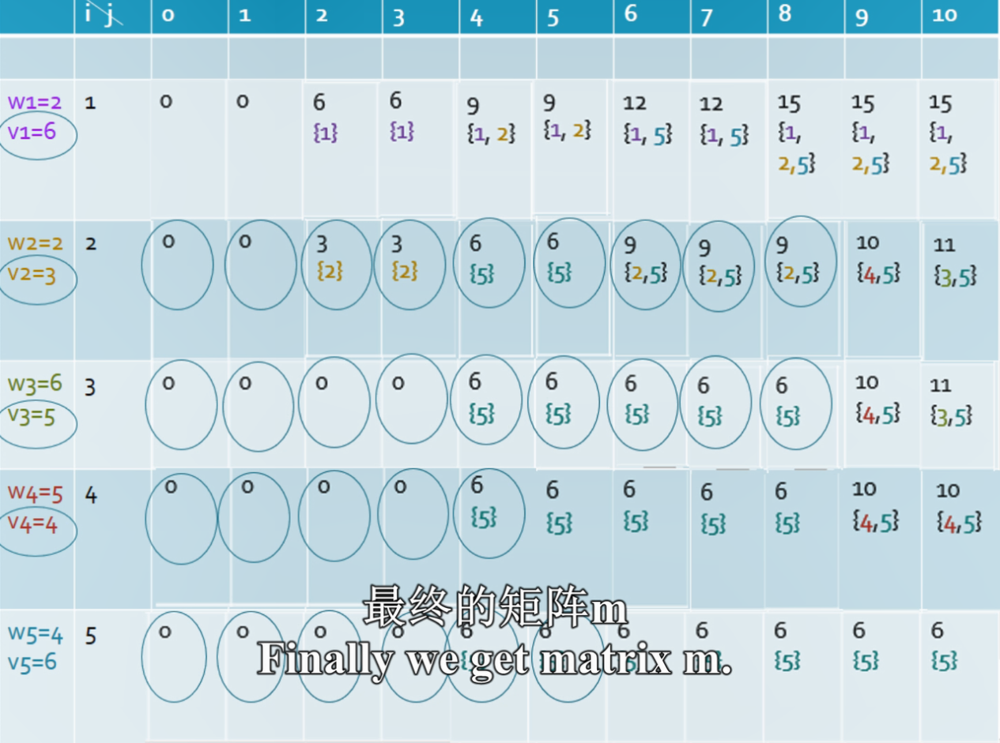 i j 0 1 2 3 4 5 6 7 8 9 10
w1=2 1 0 0 6 6 9 9 12 12 15 15 15
v1=6 {1} {1} {1, 2} {1, 2} {1, 5} {1, 5} {1, {1, {1,
2,5} 2,5} 2,5}
w2=2 2 0 0 3 3 6 6 9 9 9 10 11
v2=3 {2} {2} {5} {5} {2,5} {2,5} {2,5} {4,5} {3,5}
w3=6 3 0 0 0 0 6 6 6 6 6 10 11
v3=5 {5} {5} {5} {5} {5} {4,5} {3,5}
w4=5 4 0 0 0 0 6 6 6 6 6 10 10
v4=4 {5} {5} {5} {5} {5} {4,5} {4,5}
最终的矩阵m
w5=4 5 0 0 0 0 6 6 6 6 6 6 6
v5=6 {5} {5} {5}
Finally we get matrix m.